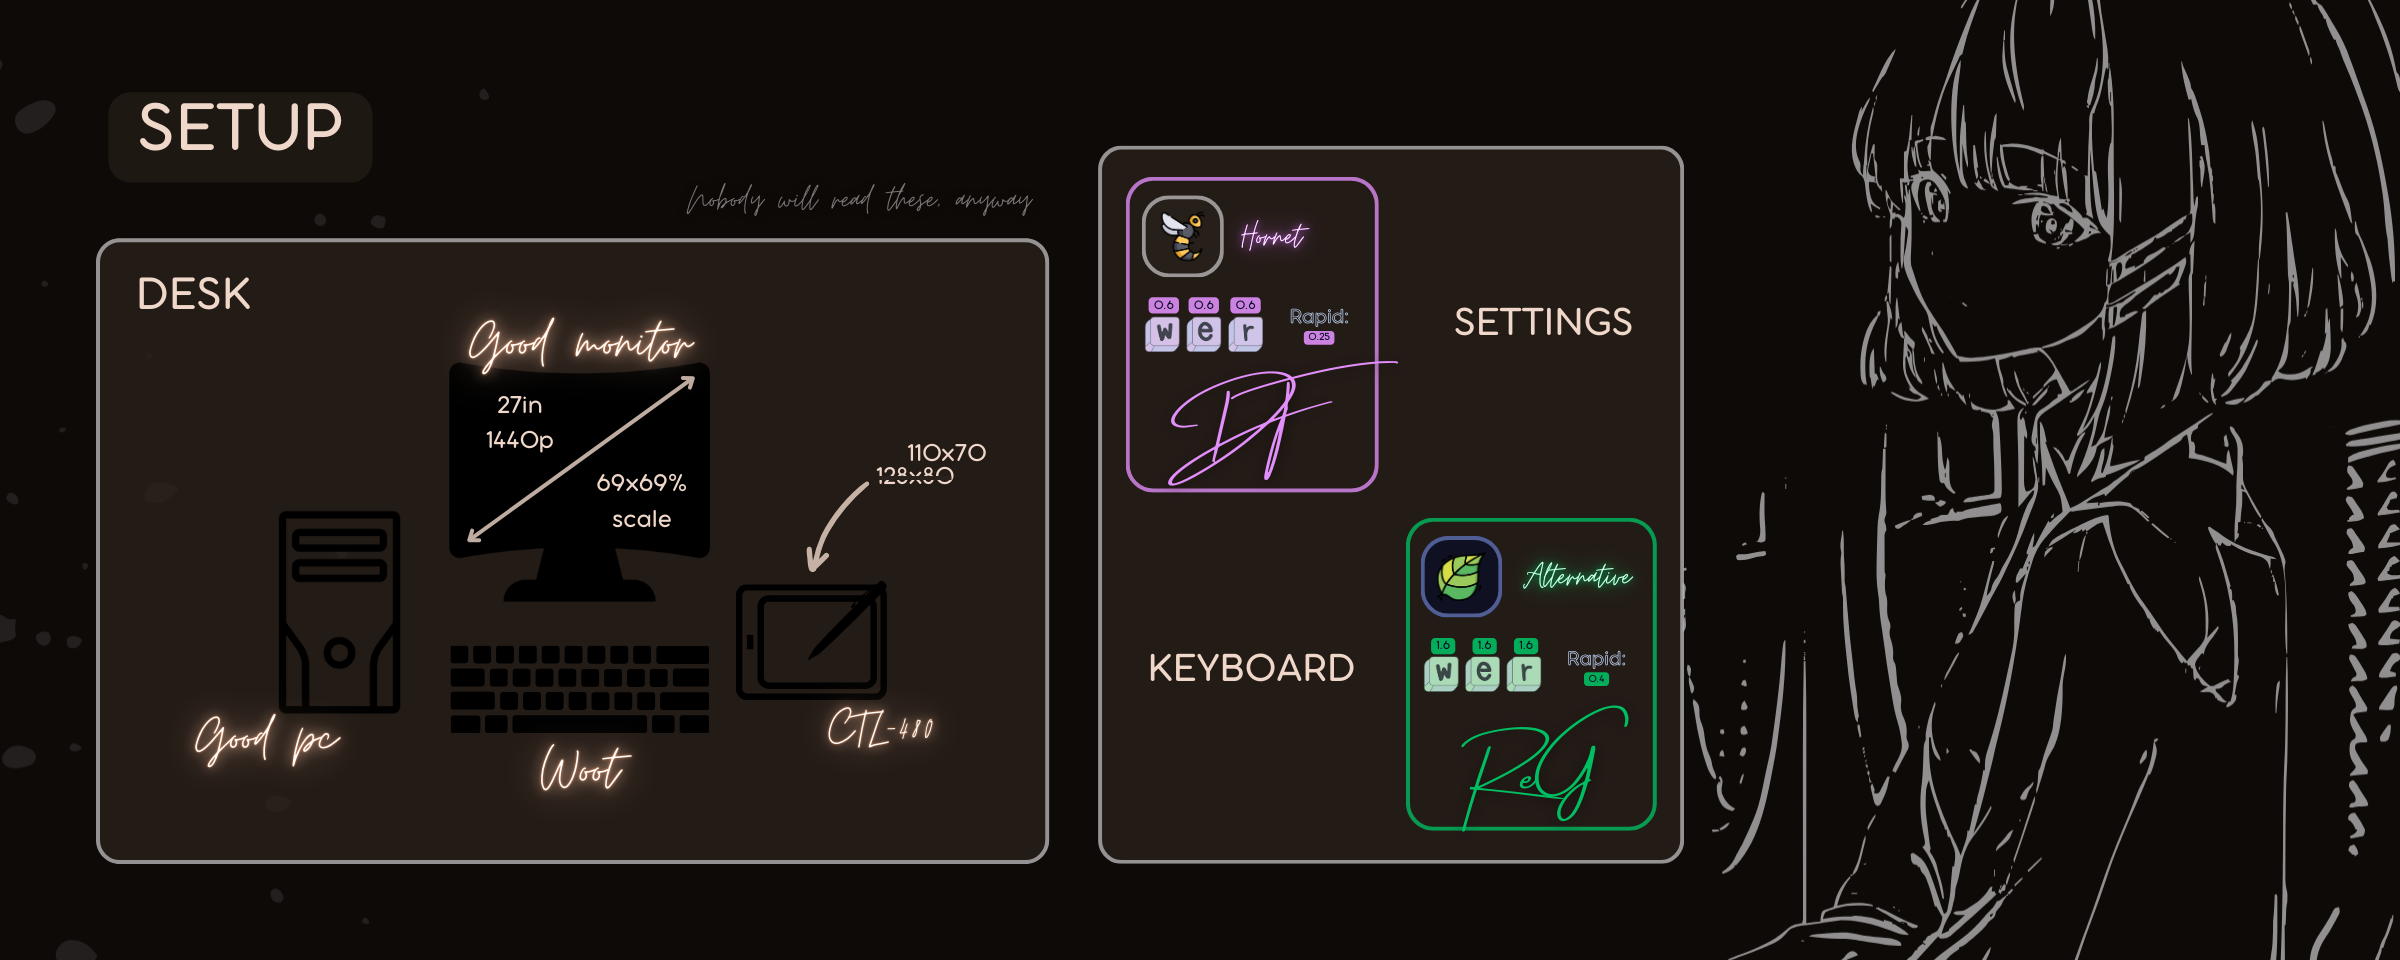 SETUP
Nobody will read these. anyway
DESK
Good monitor
27in
1440p
69x69%
scale
110x70
128x80
Good pc
Woot
CTL-480
Hornet
0.6 0.6 0.6
w e r
Rapid:
0.25
DT
SETTINGS
KEYBOARD
Alternative
1.6 1.6 1.6
w e r
Rapid:
0.4
ReG